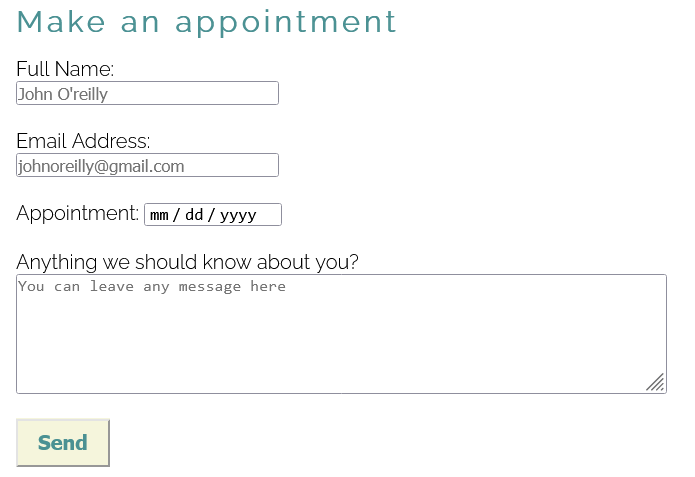 Make an appointment
Full Name:
John O'reilly
Email Address:
johnoreilly@gmail.com
Appointment: mm / dd / yyyy
Anything we should know about you?
You can leave any message here
Send